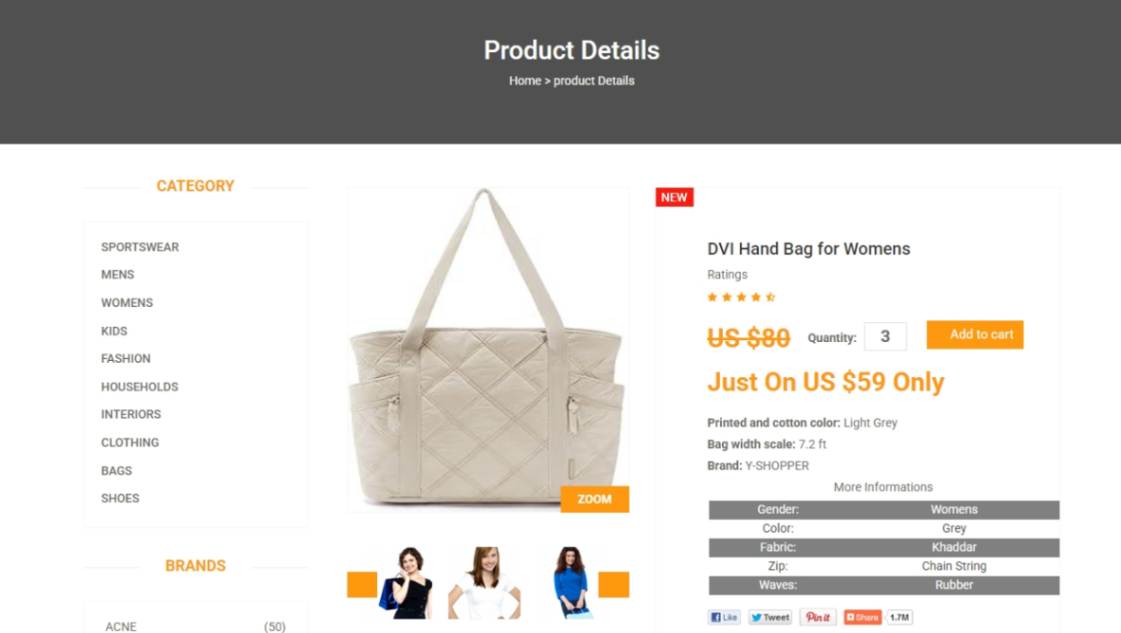 Product Details
Home > product Details
CATEGORY
SPORTSWEAR
MENS
WOMENS
KIDS
FASHION
HOUSEHOLDS
INTERIORS
CLOTHING
BAGS
SHOES
BRANDS
ACNE (50)
ZOOM
NEW
DVI Hand Bag for Womens
Ratings
US $80 Quantity: 3 Add to cart
Just On US $59 Only
Printed and cotton color: Light Grey
Bag width scale: 7.2 ft
Brand: Y-SHOPPER
More Informations
Gender: Womens
Color: Grey
Fabric: Khaddar
Zip: Chain String
Waves: Rubber
Like Tweet Pin it Share 1.7M